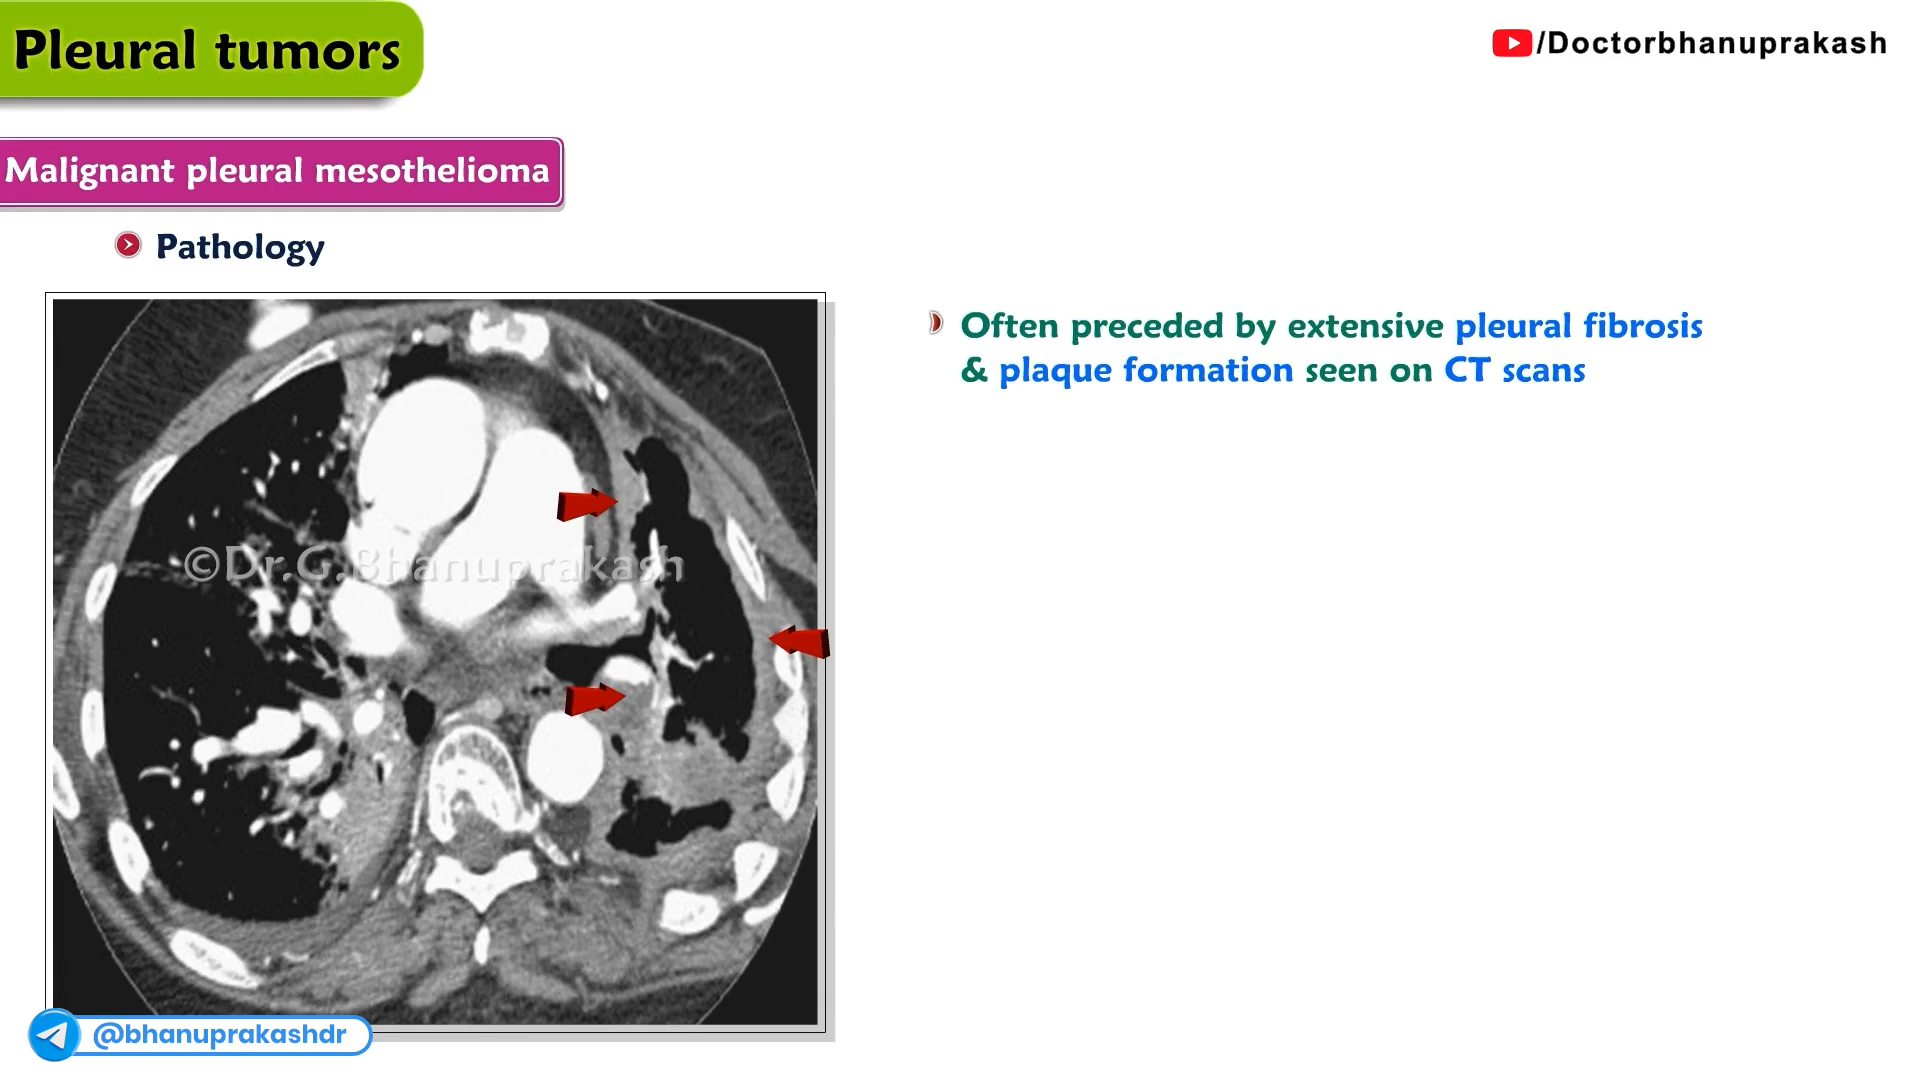 Pleural tumors
/Doctorbhanuprakash
Malignant pleural mesothelioma
Pathology
Often preceded by extensive pleural fibrosis
& plaque formation seen on CT scans
©Dr.G.Bhanuprakash
@bhanuprakashdr